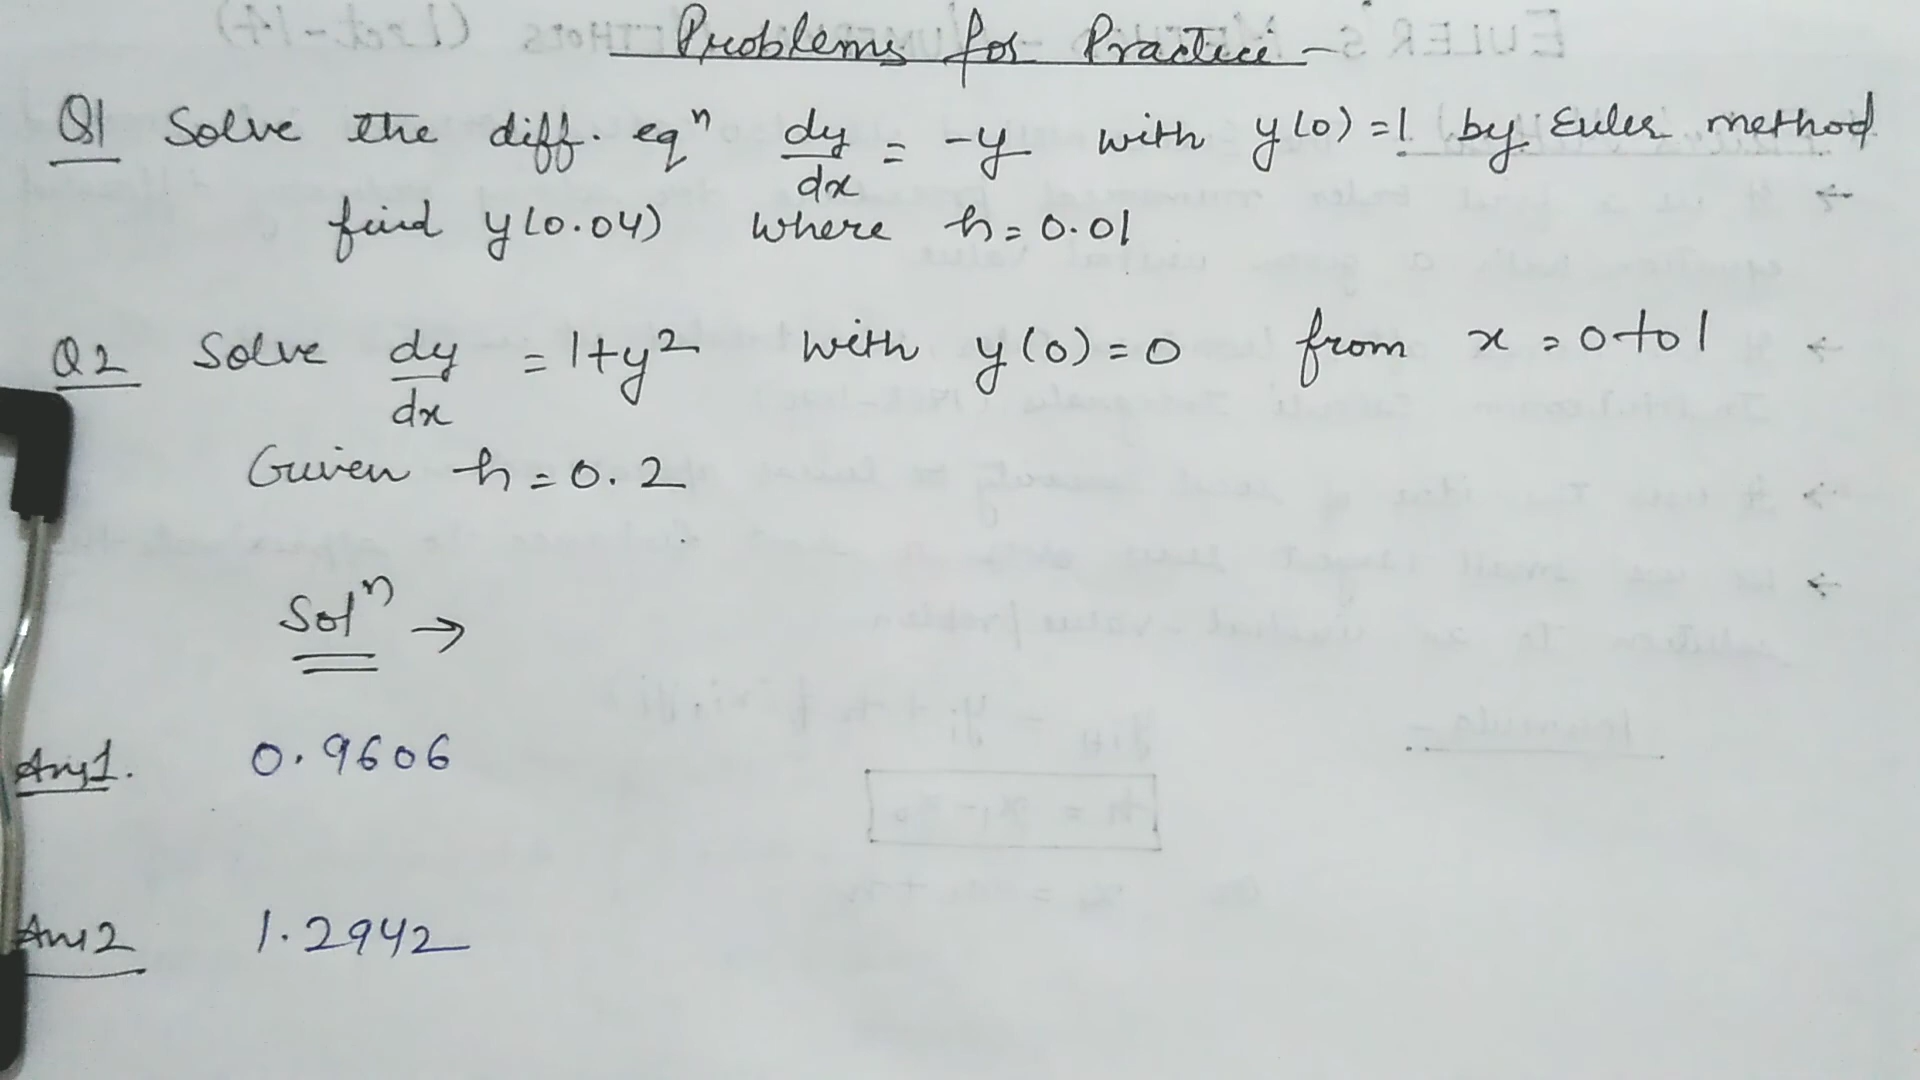 Problems for Practice -
Q1 Solve the diff. eqⁿ dy/dx = -y with y(0)=1 by Euler method
find y(0.04) where h=0.01
Q2 Solve dy/dx = 1+y² with y(0)=0 from x=0 to 1
Given h=0.2
Solⁿ →
Ans1. 0.9606
Ans2 1.2942